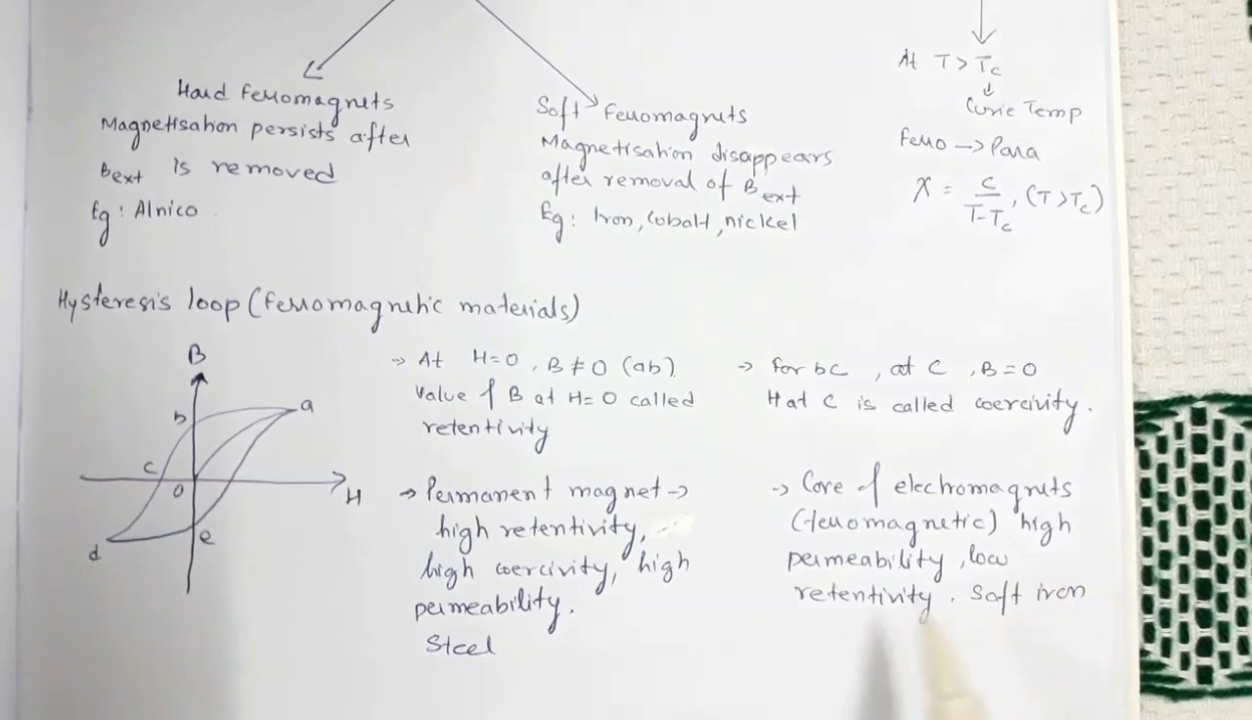 Hard Ferromagnets
Magnetisation persists after
Bext is removed
Eg: Alnico
Soft Ferromagnets
Magnetisation disappears
after removal of Bext
Eg: Iron, Cobalt, nickel
At T > Tc
↓
Curie Temp
Ferro → Para
χ = C / T-Tc, (T > Tc)
Hysteresis loop (Ferromagnetic materials)
B
a
b
c
O
H
d
e
→ At H=0, B≠0 (ab)
Value of B at H=0 called
retentivity
→ For bc, at C, B=0
H at C is called coercivity.
→ Permanent magnet →
high retentivity,
high coercivity, high
permeability.
Steel
→ Core of electromagnets
(ferromagnetic) high
permeability, low
retentivity. Soft iron